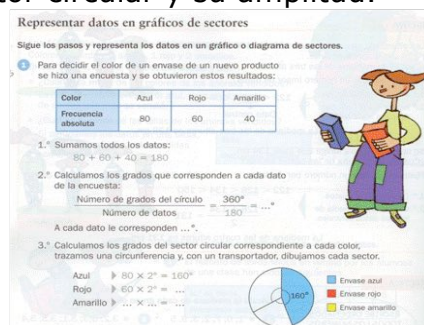 tor circular y su amplitud.
Representar datos en gráficos de sectores
Sigue los pasos y representa los datos en un gráfico o diagrama de sectores.
1 Para decidir el color de un envase de un nuevo producto
se hizo una encuesta y se obtuvieron estos resultados:
Color Azul Rojo Amarillo
Frecuencia
absoluta 80 60 40
1.° Sumamos todos los datos:
80 + 60 + 40 = 180
2.° Calculamos los grados que corresponden a cada dato
de la encuesta:
Número de grados del círculo / Número de datos = 360° / 180 = ...°
A cada dato le corresponden ...°.
3.° Calculamos los grados del sector circular correspondiente a cada color,
trazamos una circunferencia y, con un transportador, dibujamos cada sector.
Azul 80 × 2° = 160°
Rojo 60 × 2° = ...
Amarillo ... × ... = ...
160°
Envase azul
Envase rojo
Envase amarillo